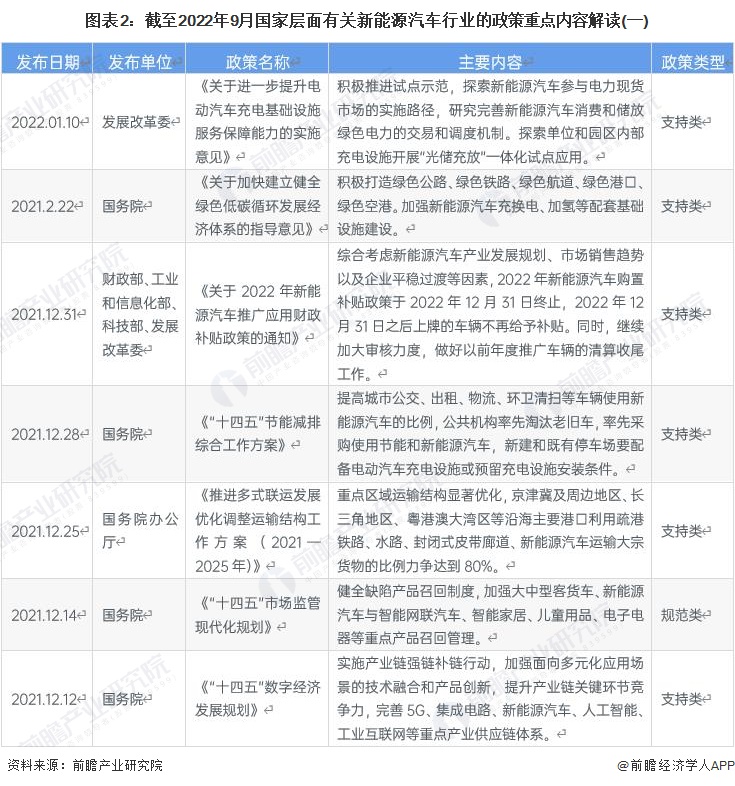 图表2：截至2022年9月国家层面有关新能源汽车行业的政策重点内容解读(一)
发布日期 发布单位 政策名称 主要内容 政策类型
2022.01.10
发展改革委
《关于进一步提升电
动汽车充电基础设施
服务保障能力的实施
意见》
积极推进试点示范，探索新能源汽车参与电力现货
市场的实施路径，研究完善新能源汽车消费和储放
绿色电力的交易和调度机制。探索单位和园区内部
充电设施开展“光储充放”一体化试点应用。
支持类
2021.2.22
国务院
《关于加快建立健全
绿色低碳循环发展经
济体系的指导意见》
积极打造绿色公路、绿色铁路、绿色航道、绿色港口、
绿色空港。加强新能源汽车充换电、加氢等配套基础
设施建设。
支持类
2021.12.31
财政部、工业
和信息化部、
科技部、发展
改革委
《关于 2022 年新能
源汽车推广应用财政
补贴政策的通知》
综合考虑新能源汽车产业发展规划、市场销售趋势
以及企业平稳过渡等因素，2022 年新能源汽车购置
补贴政策于 2022 年 12 月 31 日终止，2022 年 12
月 31 日之后上牌的车辆不再给予补贴。同时，继续
加大审核力度，做好以前年度推广车辆的清算收尾
工作。
支持类
2021.12.28
国务院
《“十四五”节能减排
综合工作方案》
提高城市公交、出租、物流、环卫清扫等车辆使用新
能源汽车的比例，公共机构率先淘汰老旧车，率先采
购使用节能和新能源汽车，新建和既有停车场要配
备电动汽车充电设施或预留充电设施安装条件。
支持类
2021.12.25
国务院办公
厅
《推进多式联运发展
优化调整运输结构工
作方案（2021—
2025年）》
重点区域运输结构显著优化，京津冀及周边地区、长
三角地区、粤港澳大湾区等沿海主要港口利用疏港
铁路、水路、封闭式皮带廊道、新能源汽车运输大宗
货物的比例力争达到 80%。
支持类
2021.12.14
国务院
《“十四五”市场监管
现代化规划》
健全缺陷产品召回制度，加强大中型客货车、新能源
汽车与智能网联汽车、智能家居、儿童用品、电子电
器等重点产品召回管理。
规范类
2021.12.12
国务院
《“十四五”数字经济
发展规划》
实施产业链强链补链行动，加强面向多元化应用场
景的技术融合和产品创新，提升产业链关键环节竞
争力，完善 5G、集成电路、新能源汽车、人工智能、
工业互联网等重点产业供应链体系。
支持类
资料来源：前瞻产业研究院
@前瞻经济学人APP
前瞻产业研究院